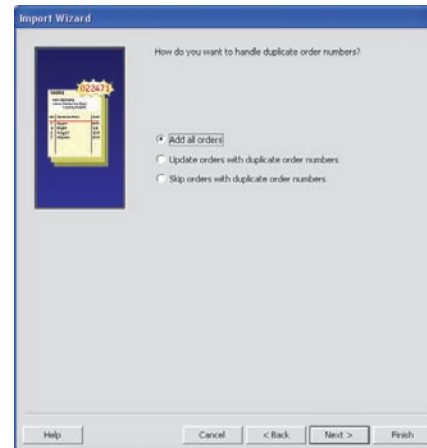 Import Wizard
How do you want to handle duplicate order numbers?
022471
Add all orders
Update orders with duplicate order numbers
Skip orders with duplicate order numbers
Help Cancel < Back Next > Finish